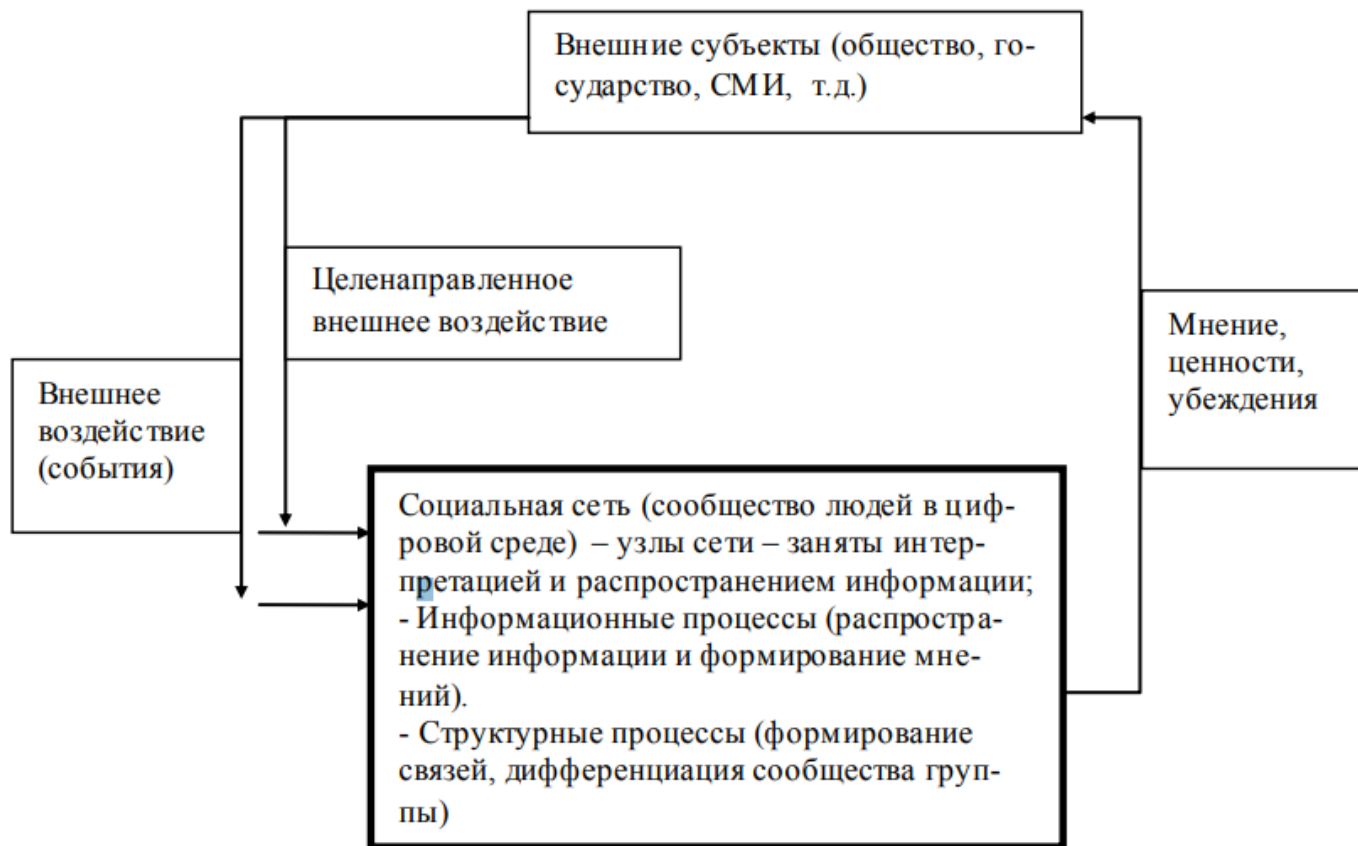 Внешние субъекты (общество, го-
сударство, СМИ, т.д.)
Целенаправленное
внешнее воздействие
Мнение,
ценности,
убеждения
Внешнее
воздействие
(события)
Социальная сеть (сообщество людей в циф-
ровой среде) – узлы сети – заняты интер-
претацией и распространением информации;
- Информационные процессы (распростра-
нение информации и формирование мне-
ний).
- Структурные процессы (формирование
связей, дифференциация сообщества груп-
пы)